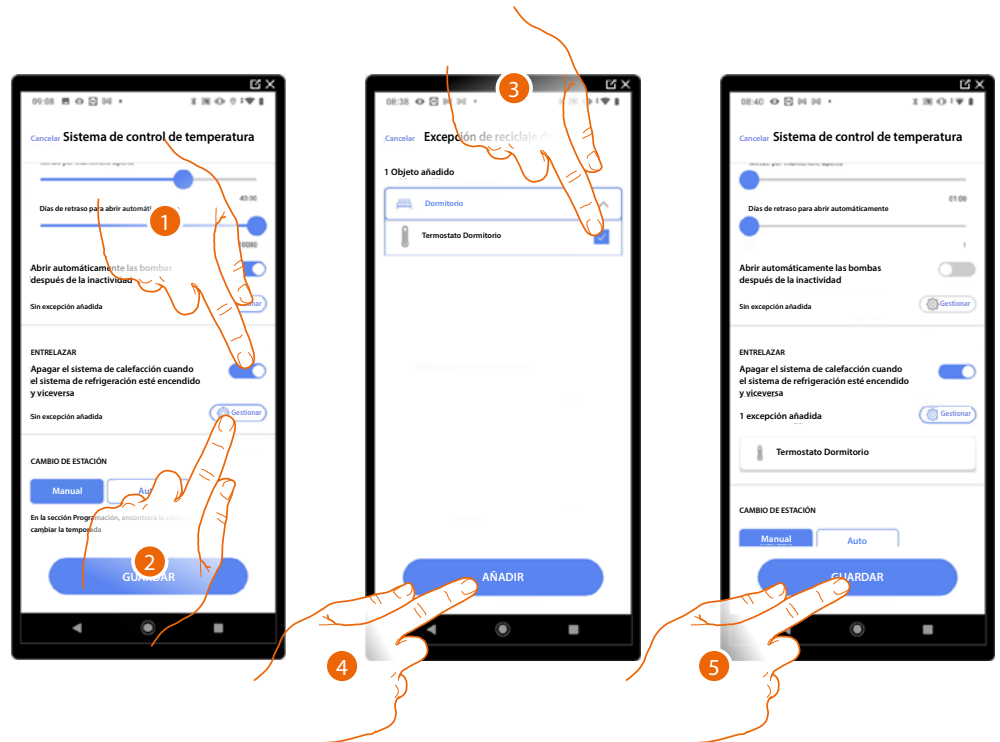 09:08
Cancelar Sistema de control de temperatura
43:30
Días de retraso para abrir
10080
Abrir automáticamente las bombas
después de la inactividad
Sin excepción añadida
ENTRELAZAR
Apagar el sistema de calefacción cuando
el sistema de refrigeración esté encendido
y viceversa
Sin excepción añadida
Gestionar
CAMBIO DE ESTACIÓN
Manual
En la sección Programación, encontrará la
cambiar la temporada
GUARDAR
1
2
08:38
Cancelar Excepción de reciclaje
1 Objeto añadido
Dormitorio
Termostato Dormitorio
AÑADIR
3
4
08:40
Cancelar Sistema de control de temperatura
01:00
Días de retraso para abrir automáticamente
1
Abrir automáticamente las bombas
después de la inactividad
Sin excepción añadida
Gestionar
ENTRELAZAR
Apagar el sistema de calefacción cuando
el sistema de refrigeración esté encendido
y viceversa
1 excepción añadida
Gestionar
Termostato Dormitorio
CAMBIO DE ESTACIÓN
Manual
Auto
GUARDAR
5